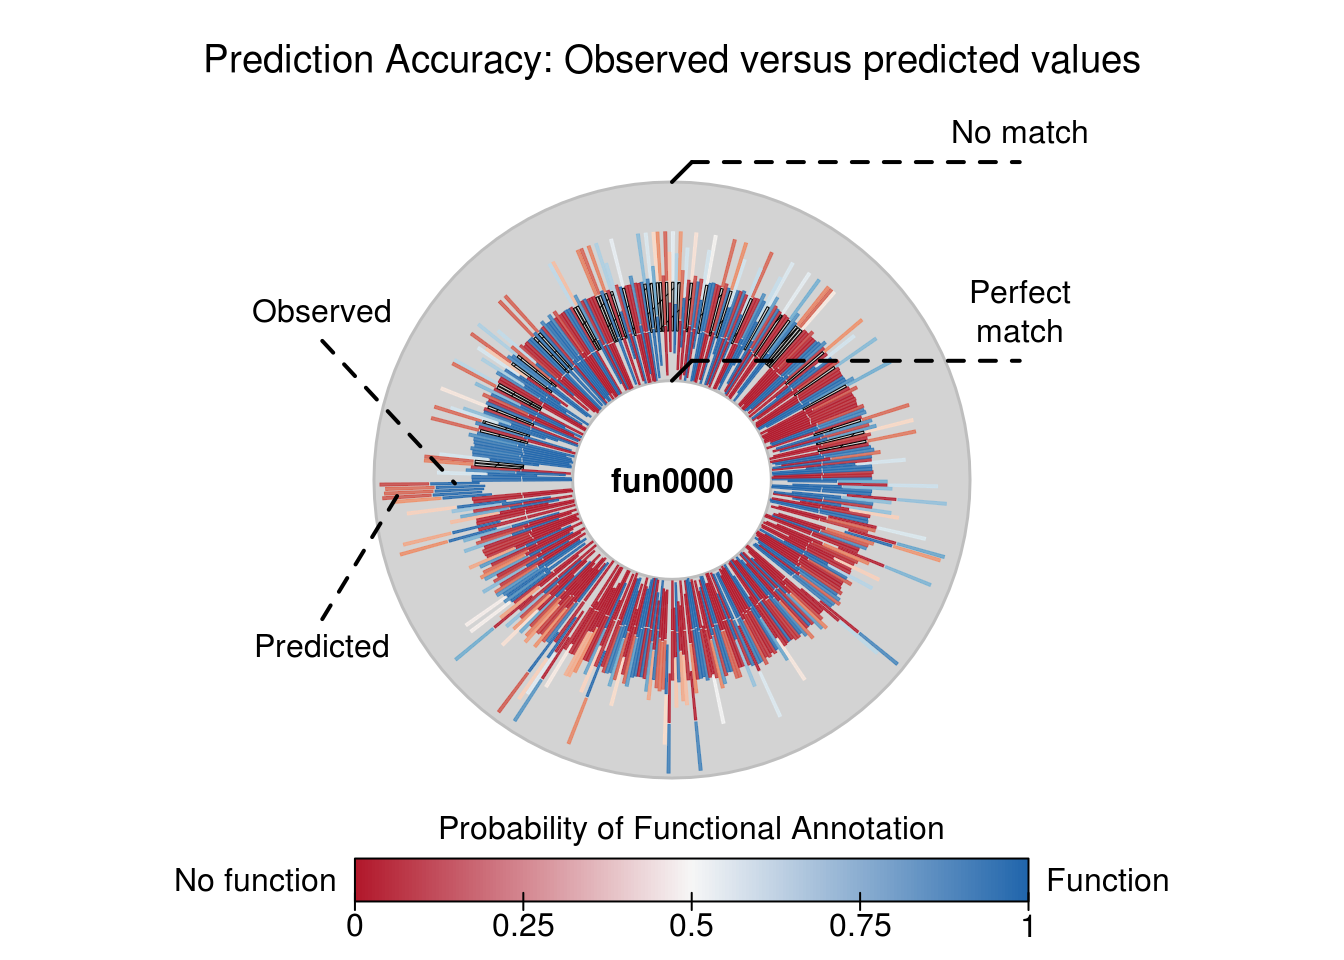 Prediction Accuracy: Observed versus predicted values
No match
Perfect
match
Observed
fun0000
Predicted
Probability of Functional Annotation
No function
Function
0
0.25
0.5
0.75
1